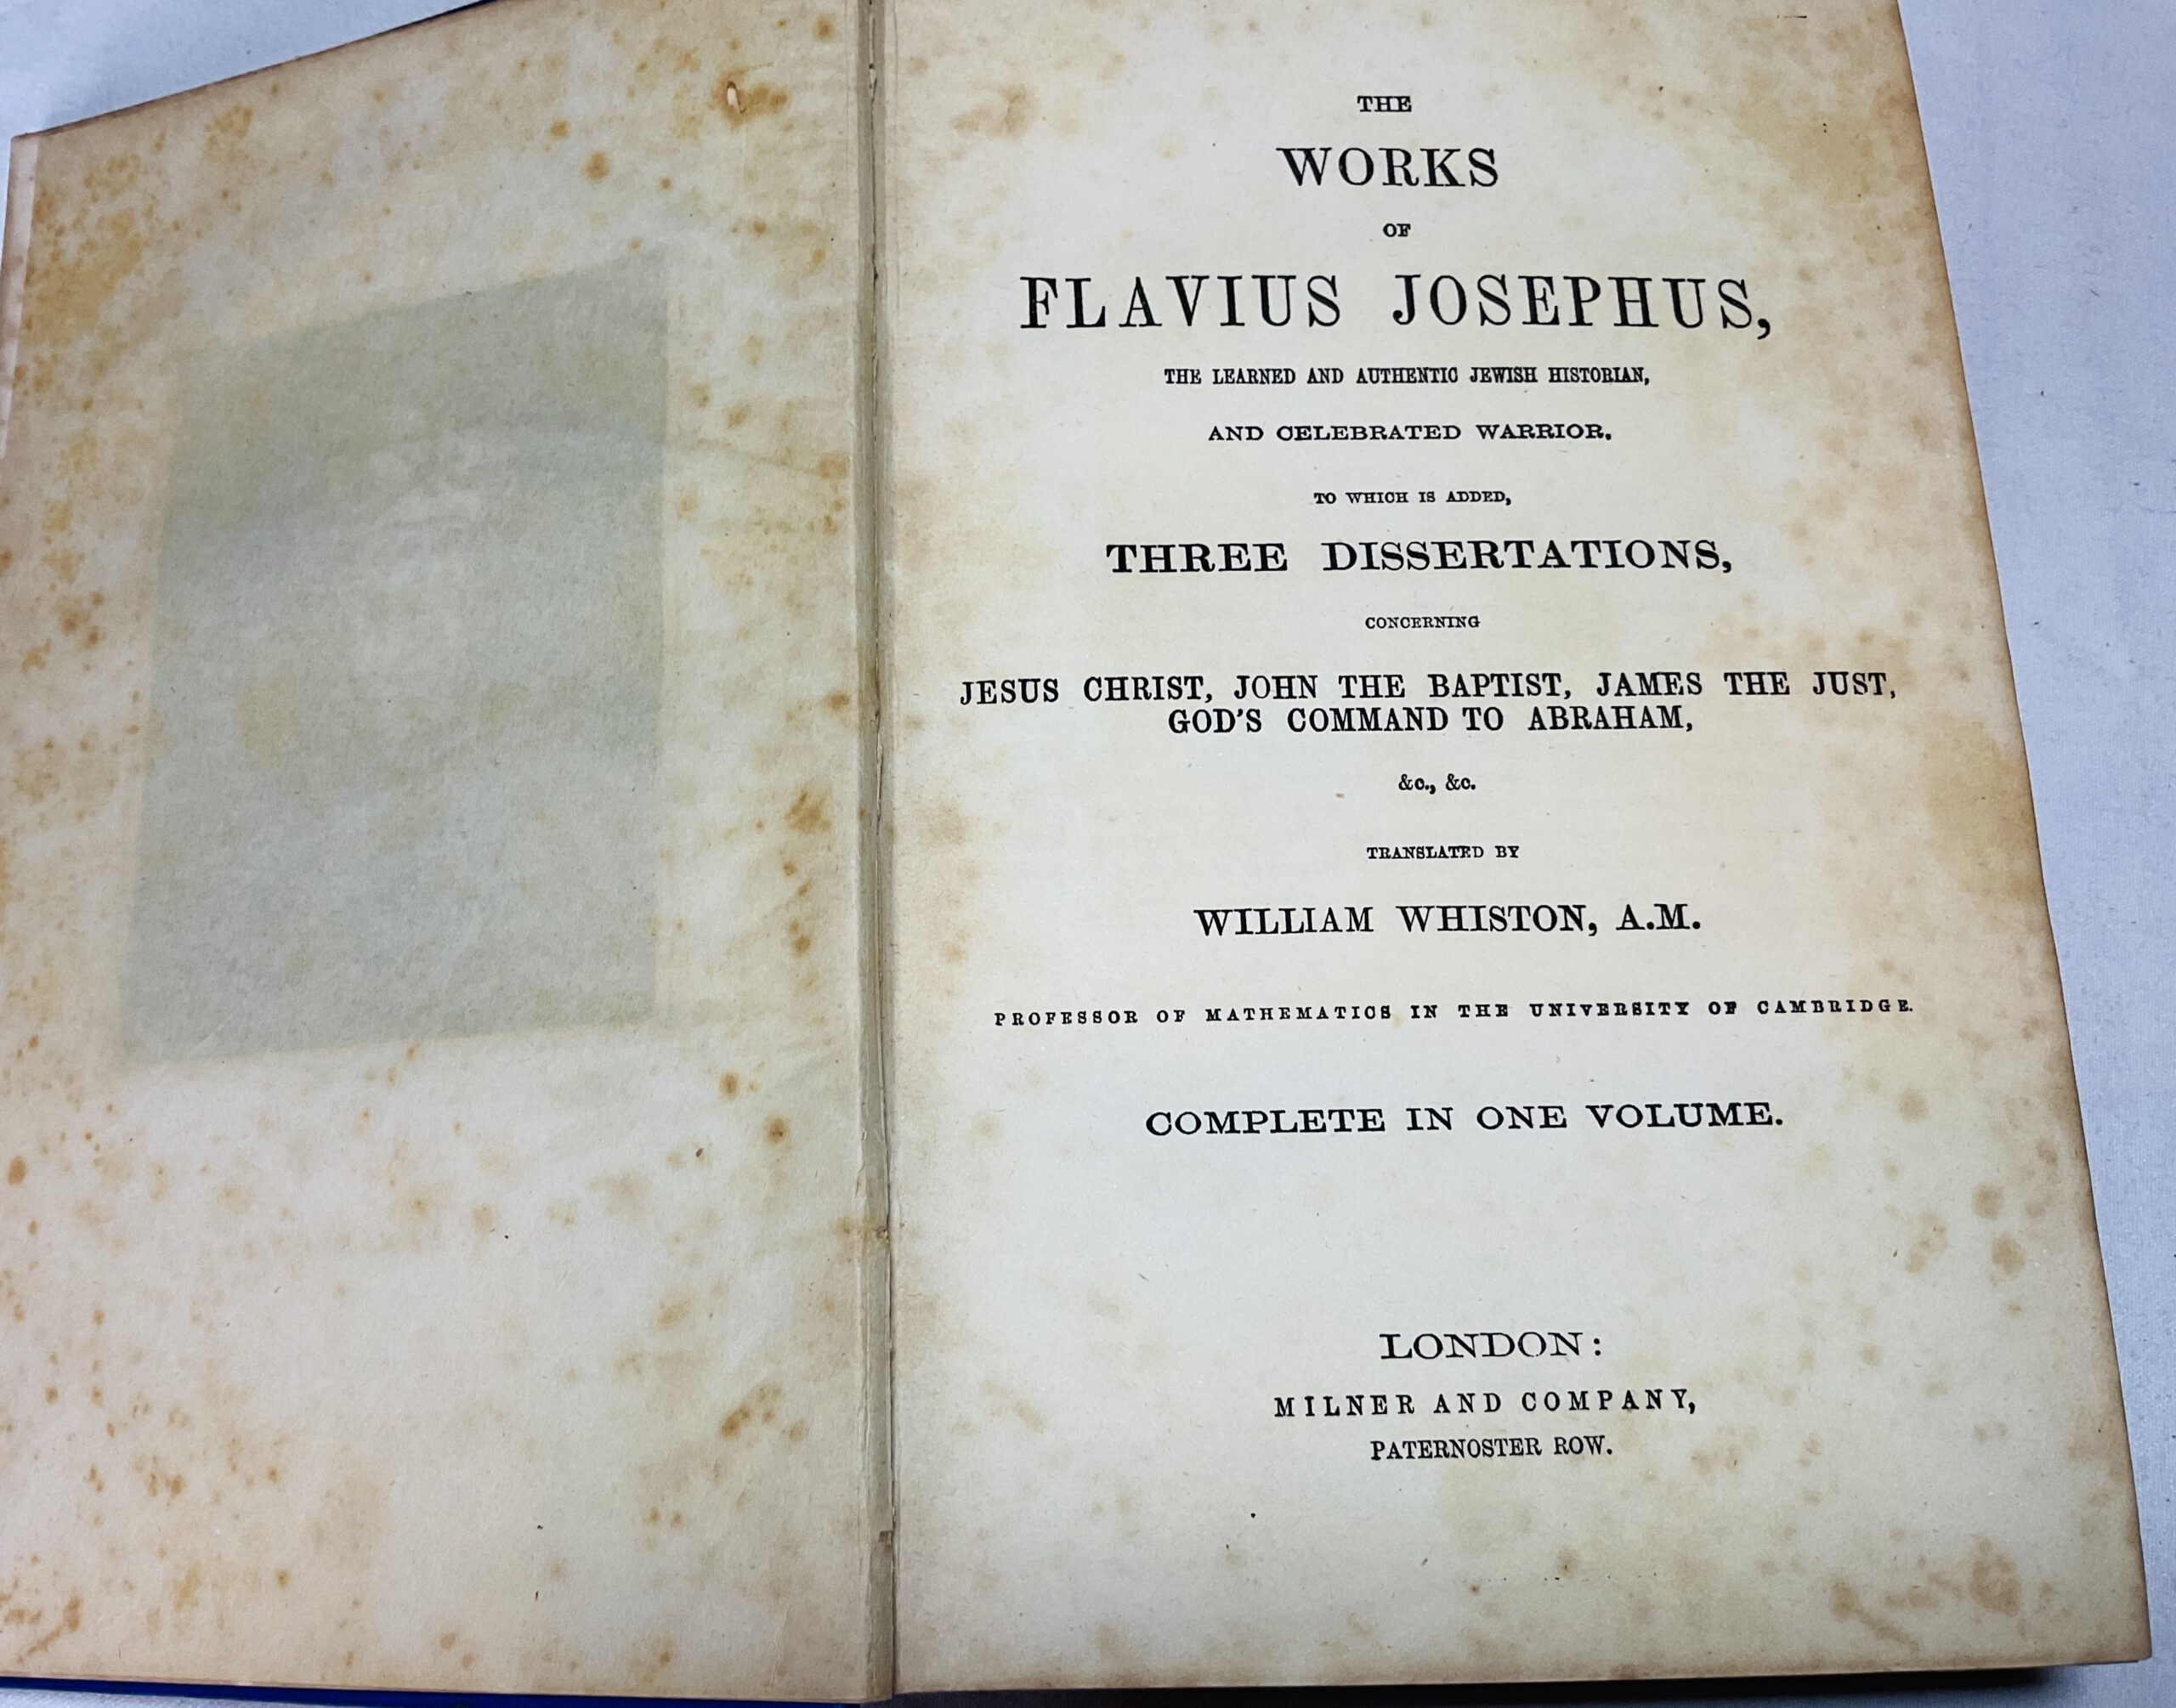 THE
WORKS
OF
FLAVIUS JOSEPHUS,
THE LEARNED AND AUTHENTIC JEWISH HISTORIAN,
AND CELEBRATED WARRIOR.
TO WHICH IS ADDED,
THREE DISSERTATIONS,
CONCERNING
JESUS CHRIST, JOHN THE BAPTIST, JAMES THE JUST,
GOD'S COMMAND TO ABRAHAM,
&c., &c.
TRANSLATED BY
WILLIAM WHISTON, A.M.
PROFESSOR OF MATHEMATICS IN THE UNIVERSITY OF CAMBRIDGE.
COMPLETE IN ONE VOLUME.
LONDON:
MILNER AND COMPANY,
PATERNOSTER ROW.